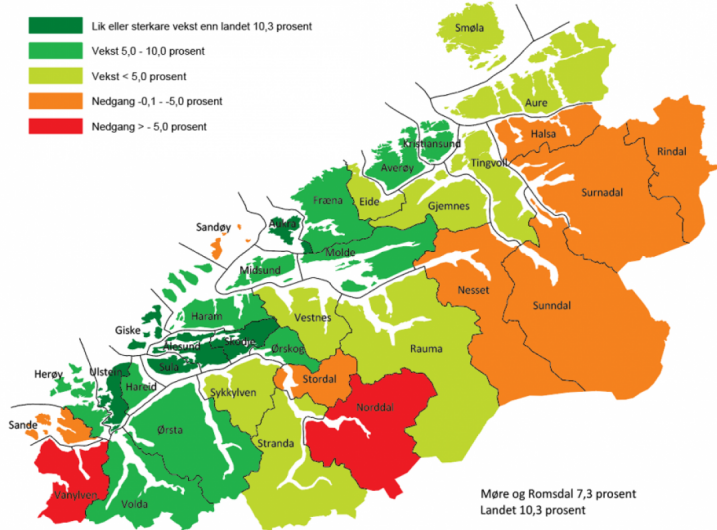 Lik eller sterkare vekst enn landet 10,3 prosent
Vekst 5,0 - 10,0 prosent
Vekst < 5,0 prosent
Nedgang -0,1 - -5,0 prosent
Nedgang > - 5,0 prosent
Smøla
Aure
Halsa
Rindal
Kristiansund
Averøy
Tingvoll
Surnadal
Fræna
Eide
Gjemnes
Sandøy
Aukra
Molde
Midsund
Nesset
Sunndal
Haram
Vestnes
Giske
Ålesund
Skodje
Ørskog
Rauma
Sula
Herøy
Ulstein
Hareid
Stordal
Sykkylven
Norddal
Sande
Ørsta
Stranda
Vanylven
Volda
Møre og Romsdal 7,3 prosent
Landet 10,3 prosent